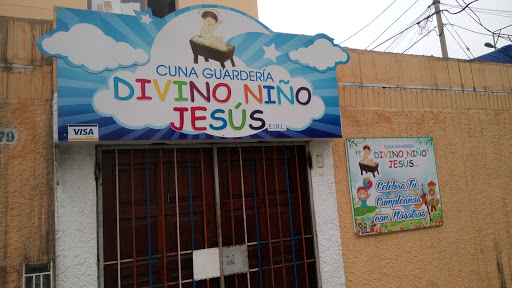 CUNA GUARDERÍA
DIVINO NIÑO
JESÚS E.I.R.L.
VISA
79
CUNA GUARDERÍA
DIVINO NIÑO
JESÚS
Celebra Tu
Cumpleaños
con Nosotros